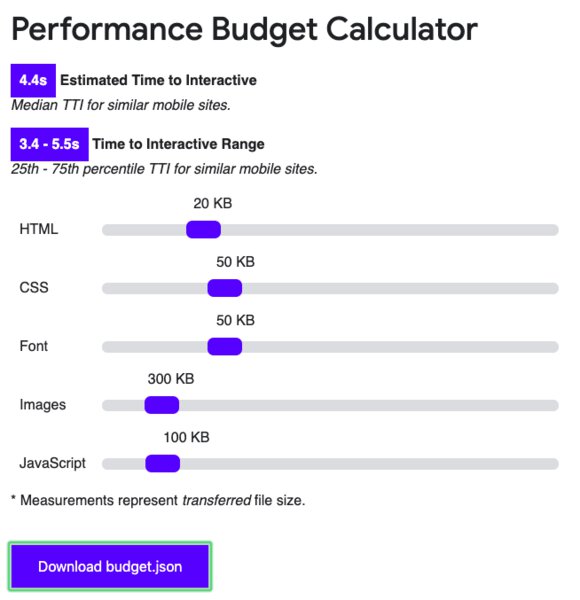 Performance Budget Calculator
4.4s Estimated Time to Interactive
Median TTI for similar mobile sites.
3.4 - 5.5s Time to Interactive Range
25th - 75th percentile TTI for similar mobile sites.
20 KB
HTML
50 KB
CSS
50 KB
Font
300 KB
Images
100 KB
JavaScript
* Measurements represent transferred file size.
Download budget.json